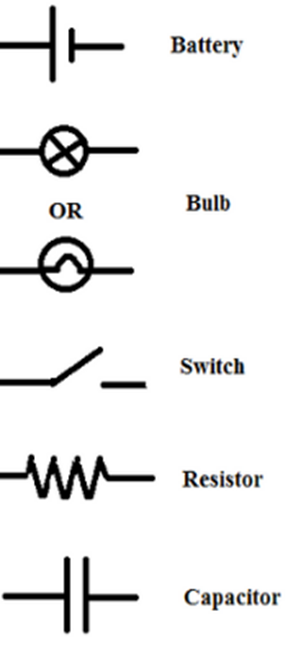 Battery
OR
Bulb
Switch
Resistor
Capacitor